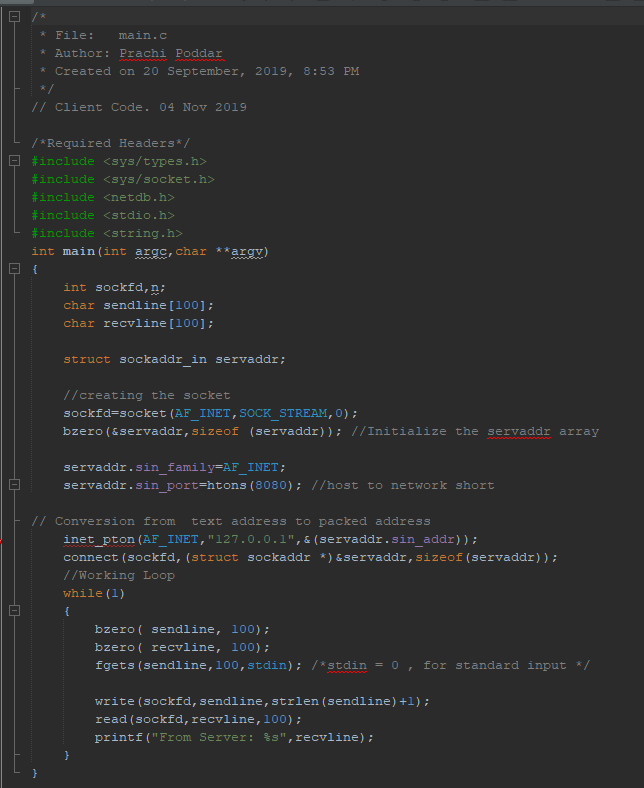 /*
 * File:   main.c
 * Author: Prachi Poddar
 * Created on 20 September, 2019, 8:53 PM
 */
// Client Code. 04 Nov 2019

/*Required Headers*/
#include <sys/types.h>
#include <sys/socket.h>
#include <netdb.h>
#include <stdio.h>
#include <string.h>
int main(int argc,char **argv)
{
    int sockfd,n;
    char sendline[100];
    char recvline[100];

    struct sockaddr_in servaddr;

    //creating the socket
    sockfd=socket(AF_INET,SOCK_STREAM,0);
    bzero(&servaddr,sizeof (servaddr)); //Initialize the servaddr array

    servaddr.sin_family=AF_INET;
    servaddr.sin_port=htons(8080); //host to network short

// Conversion from  text address to packed address
    inet_pton(AF_INET,"127.0.0.1",&(servaddr.sin_addr));
    connect(sockfd,(struct sockaddr *)&servaddr,sizeof(servaddr));
    //Working Loop
    while(1)
    {
        bzero( sendline, 100);
        bzero( recvline, 100);
        fgets(sendline,100,stdin); /*stdin = 0 , for standard input */

        write(sockfd,sendline,strlen(sendline)+1);
        read(sockfd,recvline,100);
        printf("From Server: %s",recvline);
    }
}